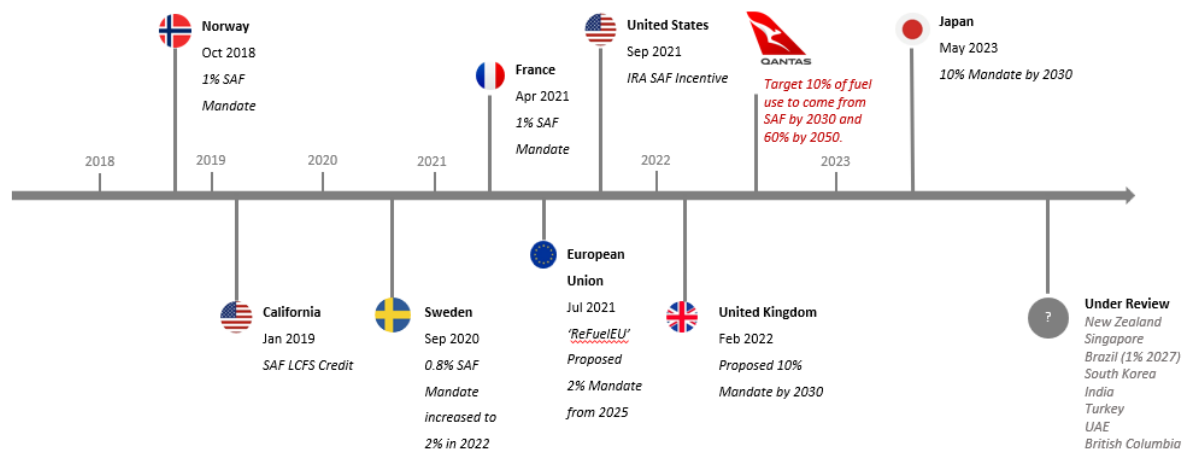 Norway
Oct 2018
1% SAF
Mandate
France
Apr 2021
1% SAF
Mandate
United States
Sep 2021
IRA SAF Incentive
QANTAS
Target 10% of fuel
use to come from
SAF by 2030 and
60% by 2050.
Japan
May 2023
10% Mandate by 2030
2018
2019
2020
2021
2022
2023
California
Jan 2019
SAF LCFS Credit
Sweden
Sep 2020
0.8% SAF
Mandate
increased to
2% in 2022
European
Union
Jul 2021
‘ReFuelEU’
Proposed
2% Mandate
from 2025
United Kingdom
Feb 2022
Proposed 10%
Mandate by 2030
?
Under Review
New Zealand
Singapore
Brazil (1% 2027)
South Korea
India
Turkey
UAE
British Columbia